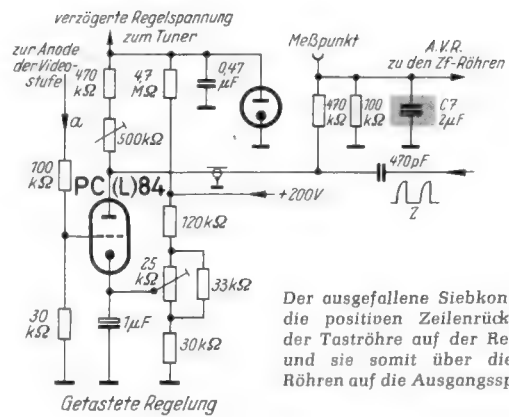 verzögerte Regelspannung
zum Tuner
zur Anode
der Video-
stufe
a
470
kΩ
4,7
MΩ
0,47
µF
Meßpunkt
A.V.R.
zu den Zf-Röhren
500kΩ
470
kΩ
100
kΩ
C7
2µF
100
kΩ
PC (L)84
470pF
+200V
Z
120kΩ
25
kΩ
33kΩ
30
kΩ
1µF
30kΩ
Getastete Regelung
Der ausgefallene Siebkon
die positiven Zeilenrück
der Taströhre auf der Re
und sie somit über die
Röhren auf die Ausgangssp